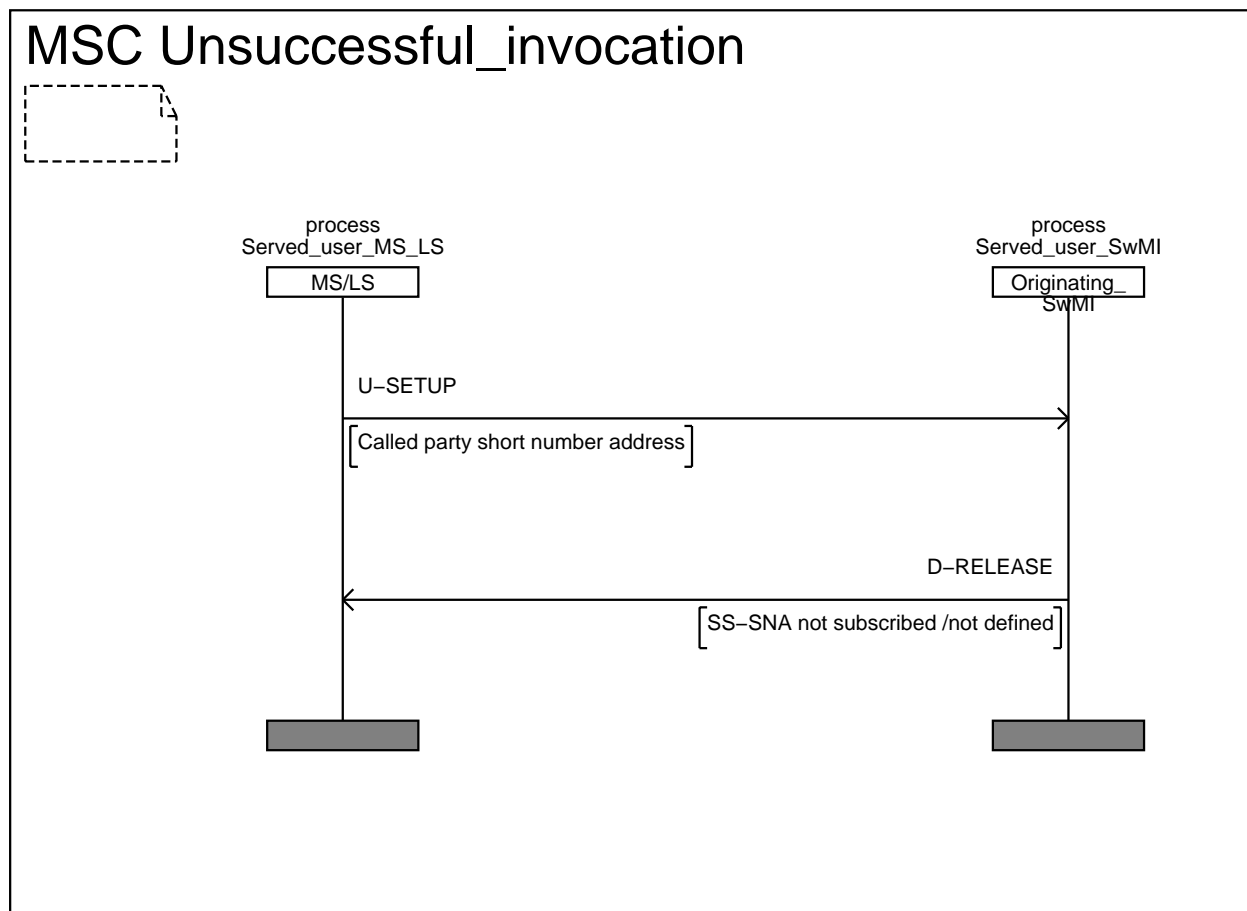 MSC Unsuccessful_invocation
process
Served_user_MS_LS
MS/LS
process
Served_user_SwMI
Originating_
SwMI
U−SETUP
Called party short number address
D−RELEASE
SS−SNA not subscribed /not defined